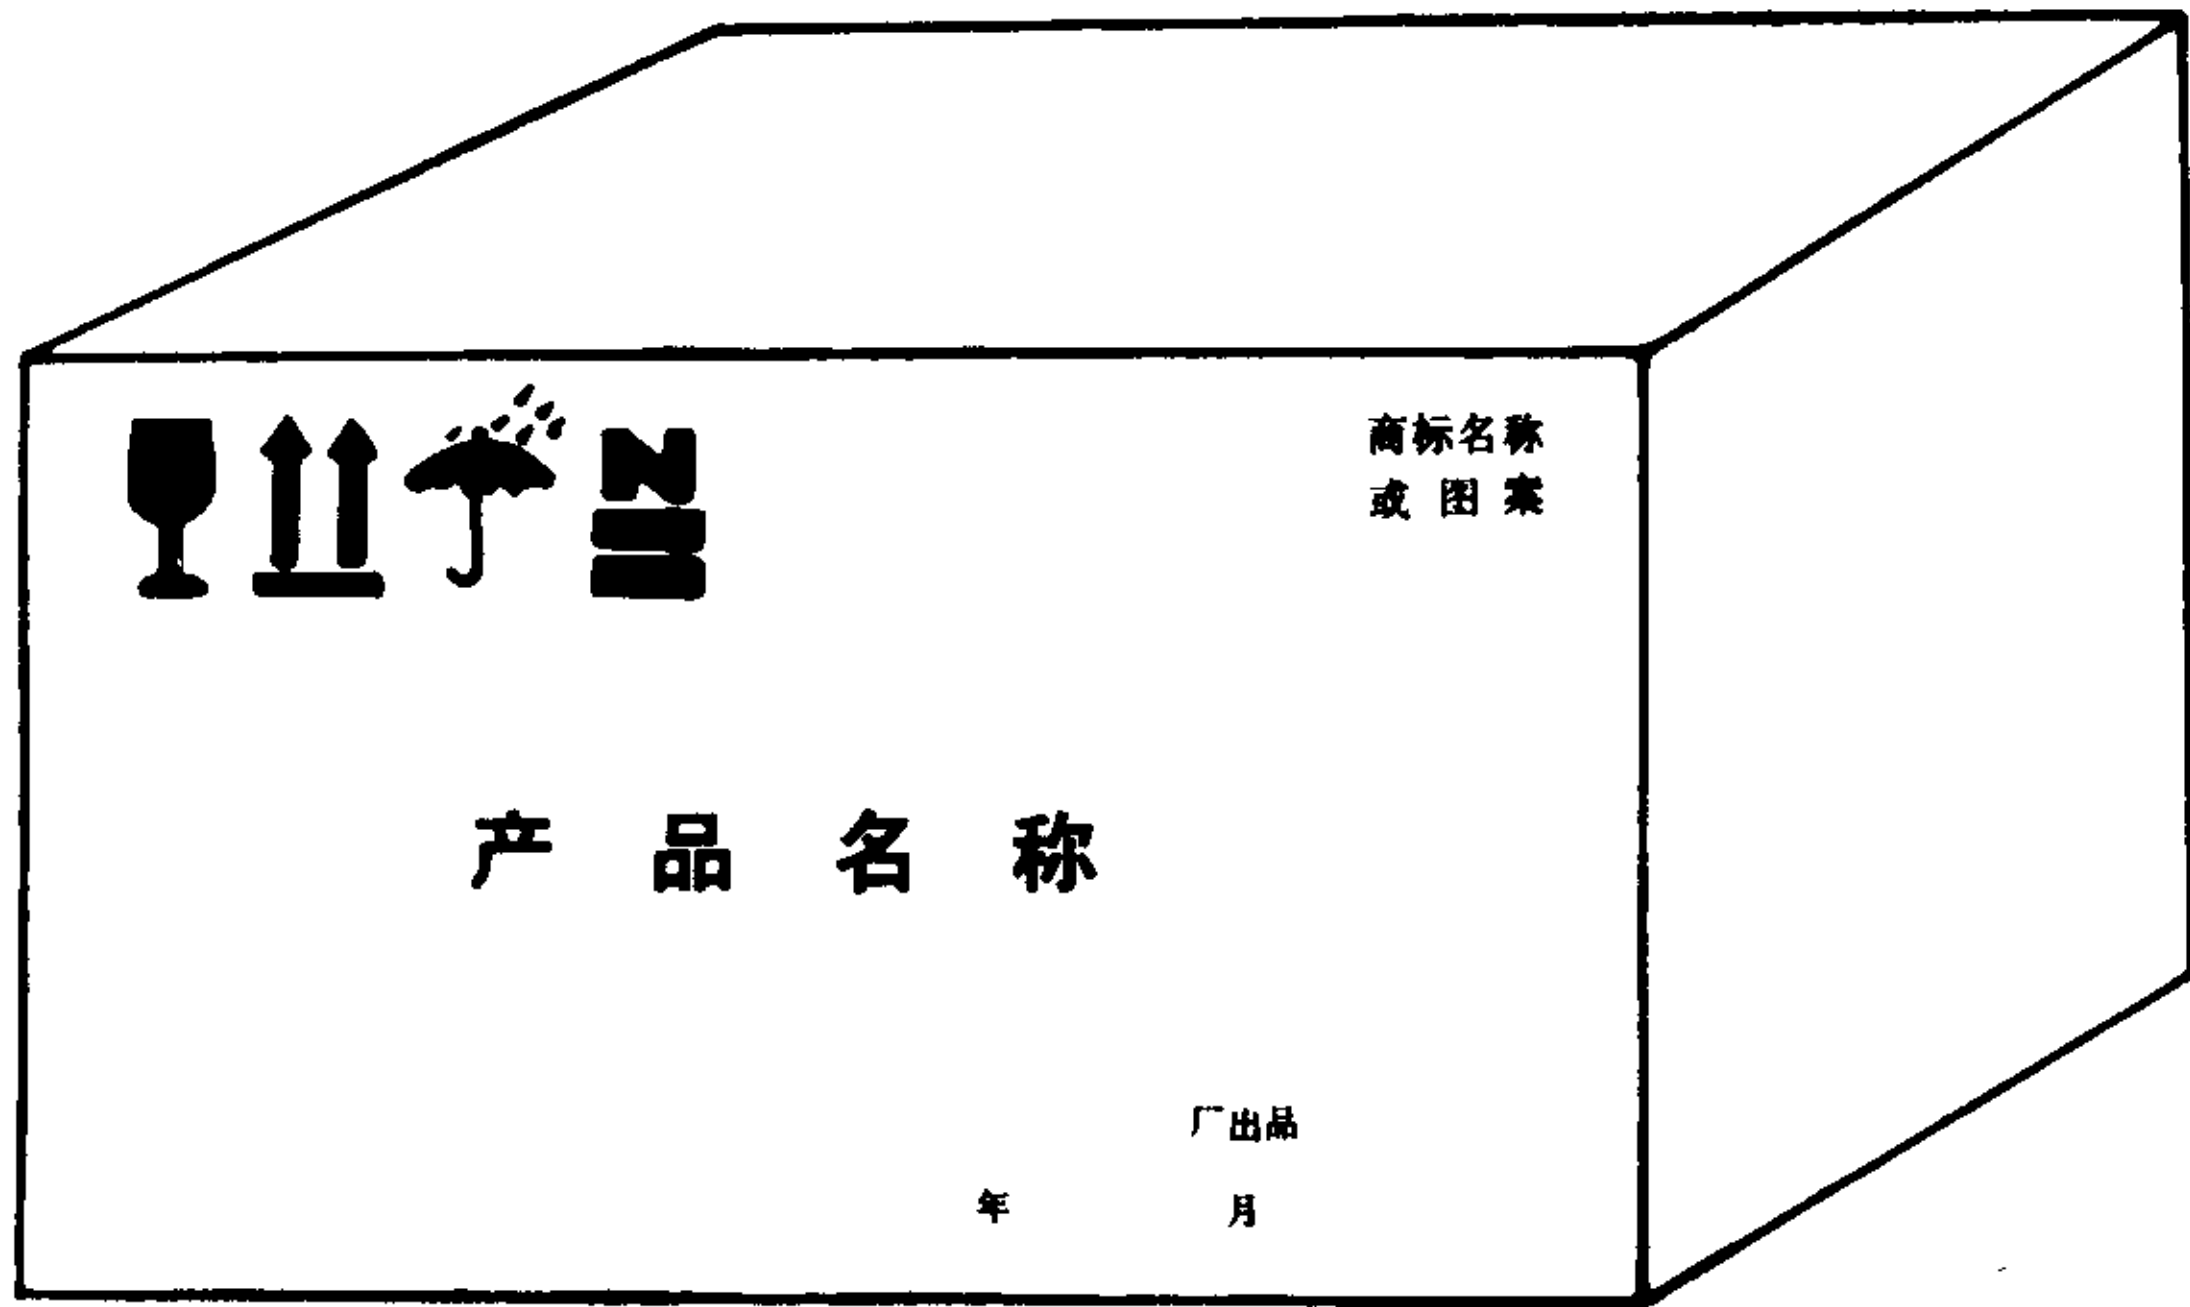 商标名称
或图案
产品名称
厂出品
年 月